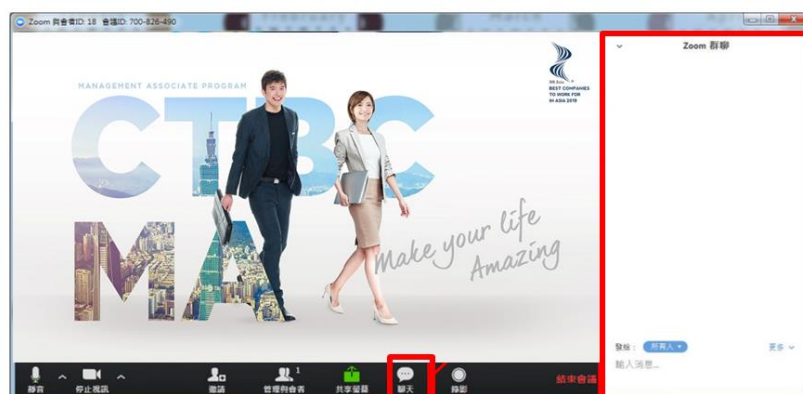 Zoom 與會者ID: 18 會議ID: 700-826-490
Zoom 群聊
MANAGEMENT ASSOCIATE PROGRAM
CTBC
MA
HR Asia
BEST COMPANIES
TO WORK FOR
IN ASIA 2019
Make your life
Amazing
發給： 所有人
更多
輸入消息...
靜音
停止視訊
邀請
1
管理與會者
共享螢幕
聊天
錄影
結束會議